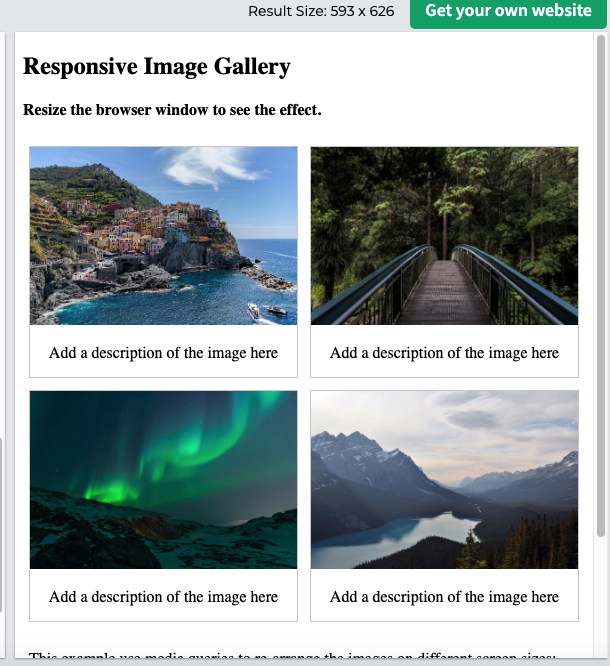 Result Size: 593 x 626
Get your own website
Responsive Image Gallery
Resize the browser window to see the effect.
Add a description of the image here
Add a description of the image here
Add a description of the image here
Add a description of the image here
This example use media queries to re-arrange the images on different screen sizes: